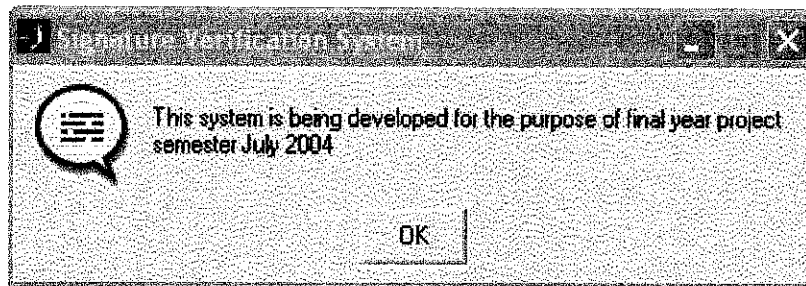 Signature Verification System
This system is being developed for the purpose of final year project
semester July 2004
OK